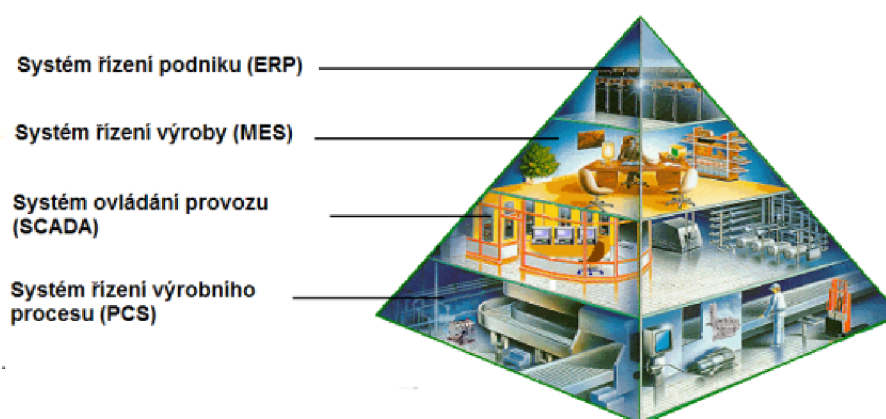 Systém řízení podniku (ERP)
Systém řízení výroby (MES)
Systém ovládání provozu
(SCADA)
Systém řízení výrobního
procesu (PCS)